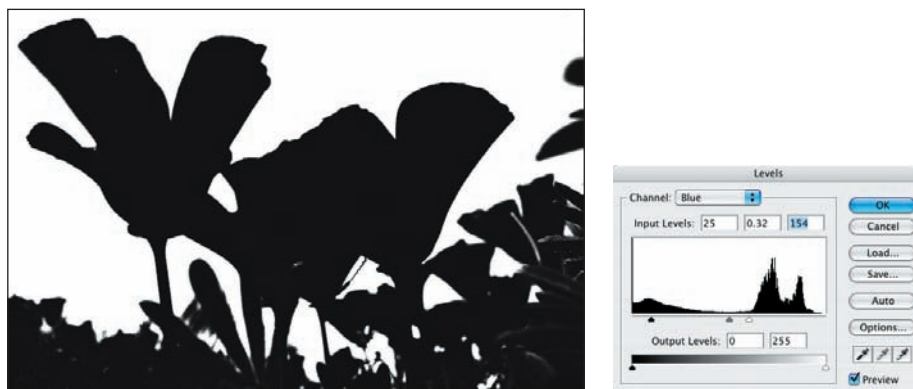 Levels
Channel: Blue
Input Levels: 25 0.32 154
Output Levels: 0 255
OK
Cancel
Load...
Save...
Auto
Options...
Preview